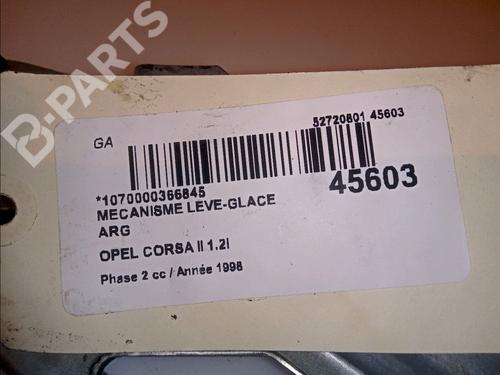 B-PARTS
GA
52720801 45603
*1070000366845
45603
MECANISME LEVE-GLACE
ARG
OPEL CORSA II 1.2I
Phase 2 cc / Année 1998